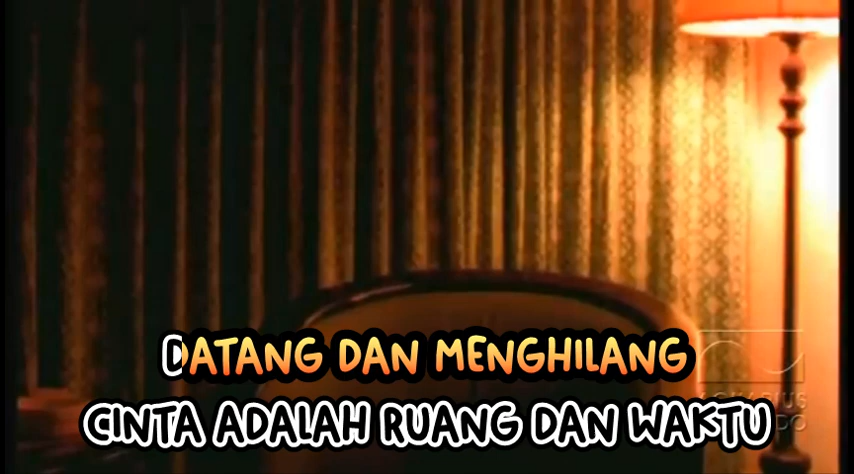 DATANG DAN MENGHILANG
CINTA ADALAH RUANG DAN WAKTU